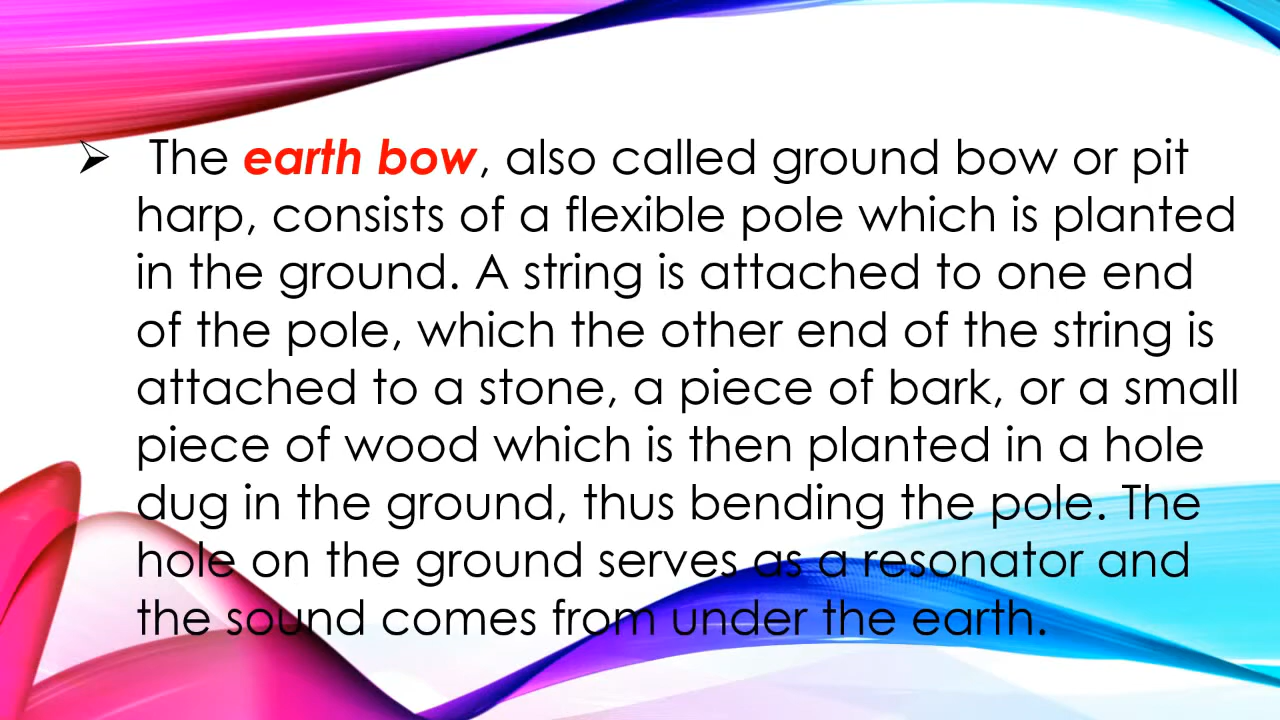 ➢ The earth bow, also called ground bow or pit
harp, consists of a flexible pole which is planted
in the ground. A string is attached to one end
of the pole, which the other end of the string is
attached to a stone, a piece of bark, or a small
piece of wood which is then planted in a hole
dug in the ground, thus bending the pole. The
hole on the ground serves as a resonator and
the sound comes from under the earth.